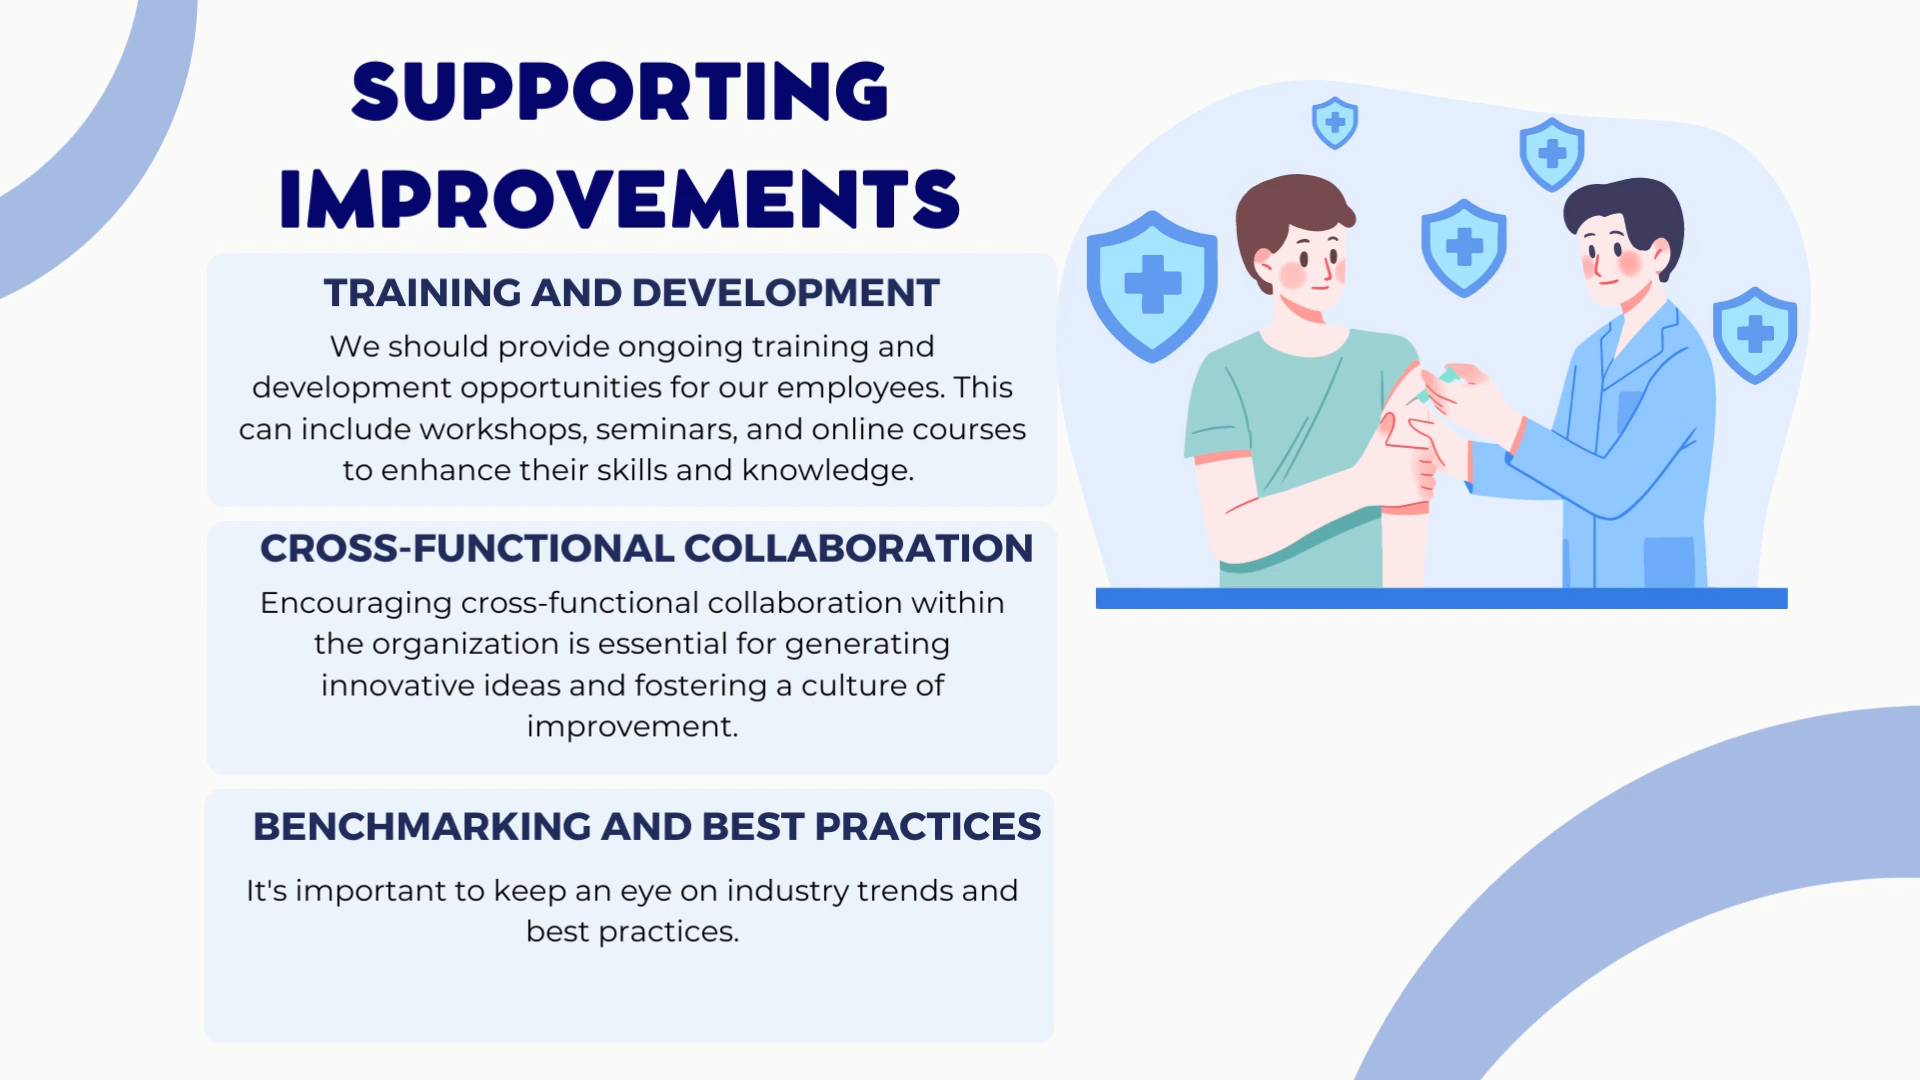 SUPPORTING
IMPROVEMENTS
TRAINING AND DEVELOPMENT
We should provide ongoing training and
development opportunities for our employees. This
can include workshops, seminars, and online courses
to enhance their skills and knowledge.
CROSS-FUNCTIONAL COLLABORATION
Encouraging cross-functional collaboration within
the organization is essential for generating
innovative ideas and fostering a culture of
improvement.
BENCHMARKING AND BEST PRACTICES
It's important to keep an eye on industry trends and
best practices.